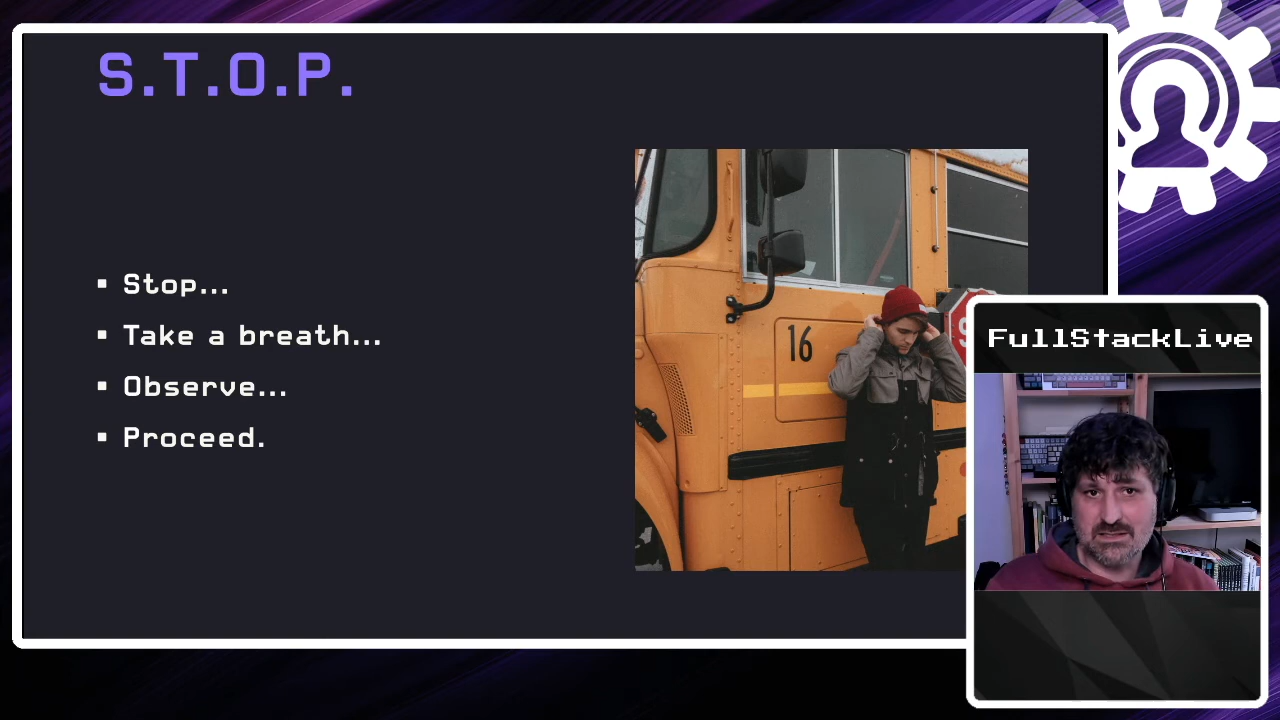 S.T.O.P.
Stop...
Take a breath...
Observe...
Proceed.
16
S
FullStackLive